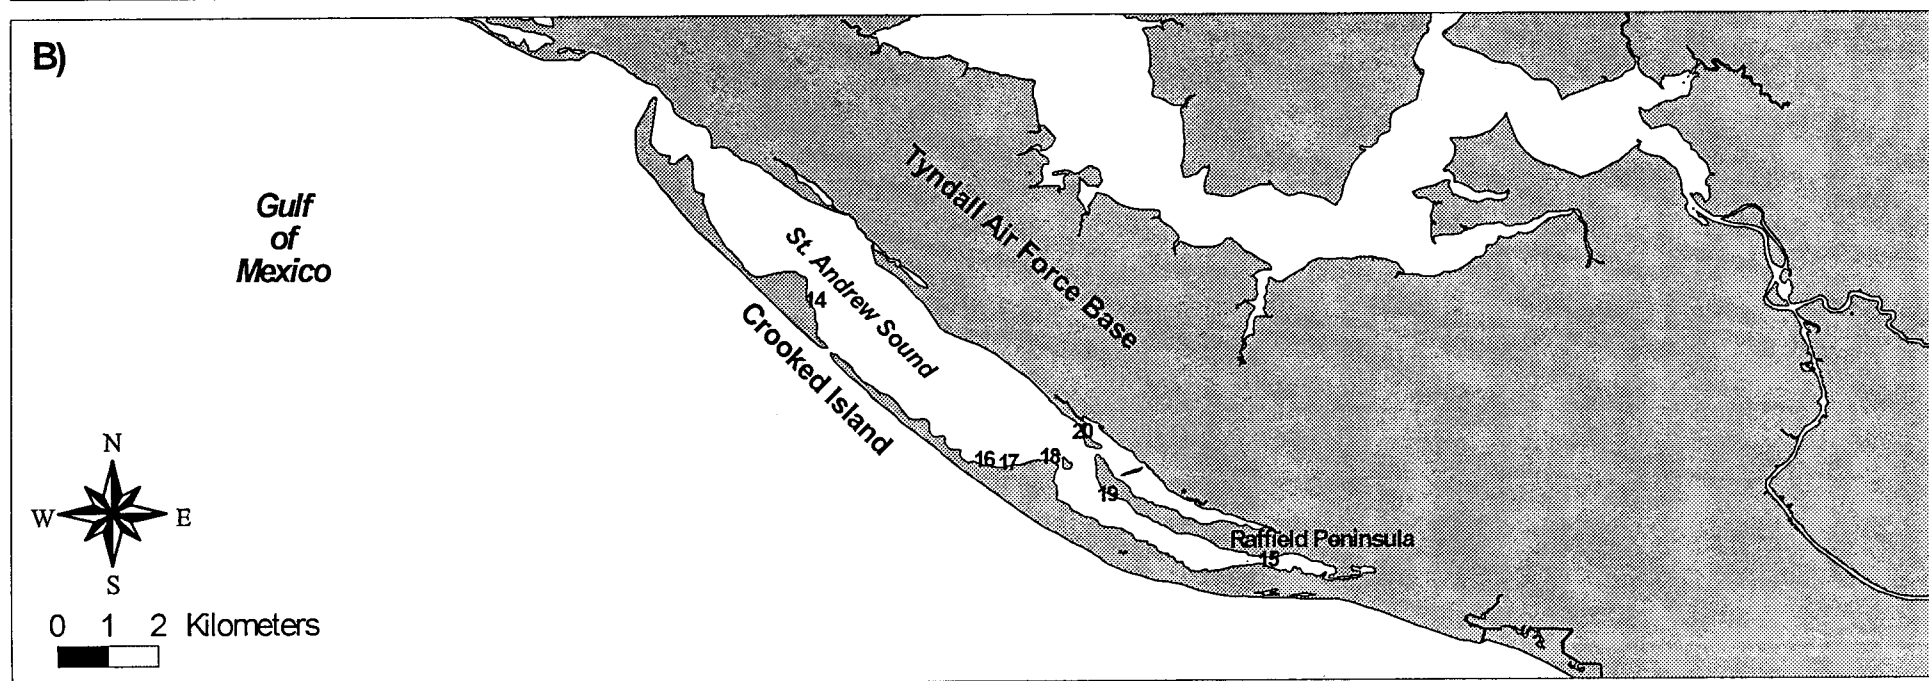 B)
Gulf
of
Mexico
Tyndall Air Force Base
St. Andrew Sound
Crooked Island
14
20
16 17 18
19
Raffield Peninsula
15
N
W E
S
0 1 2 Kilometers